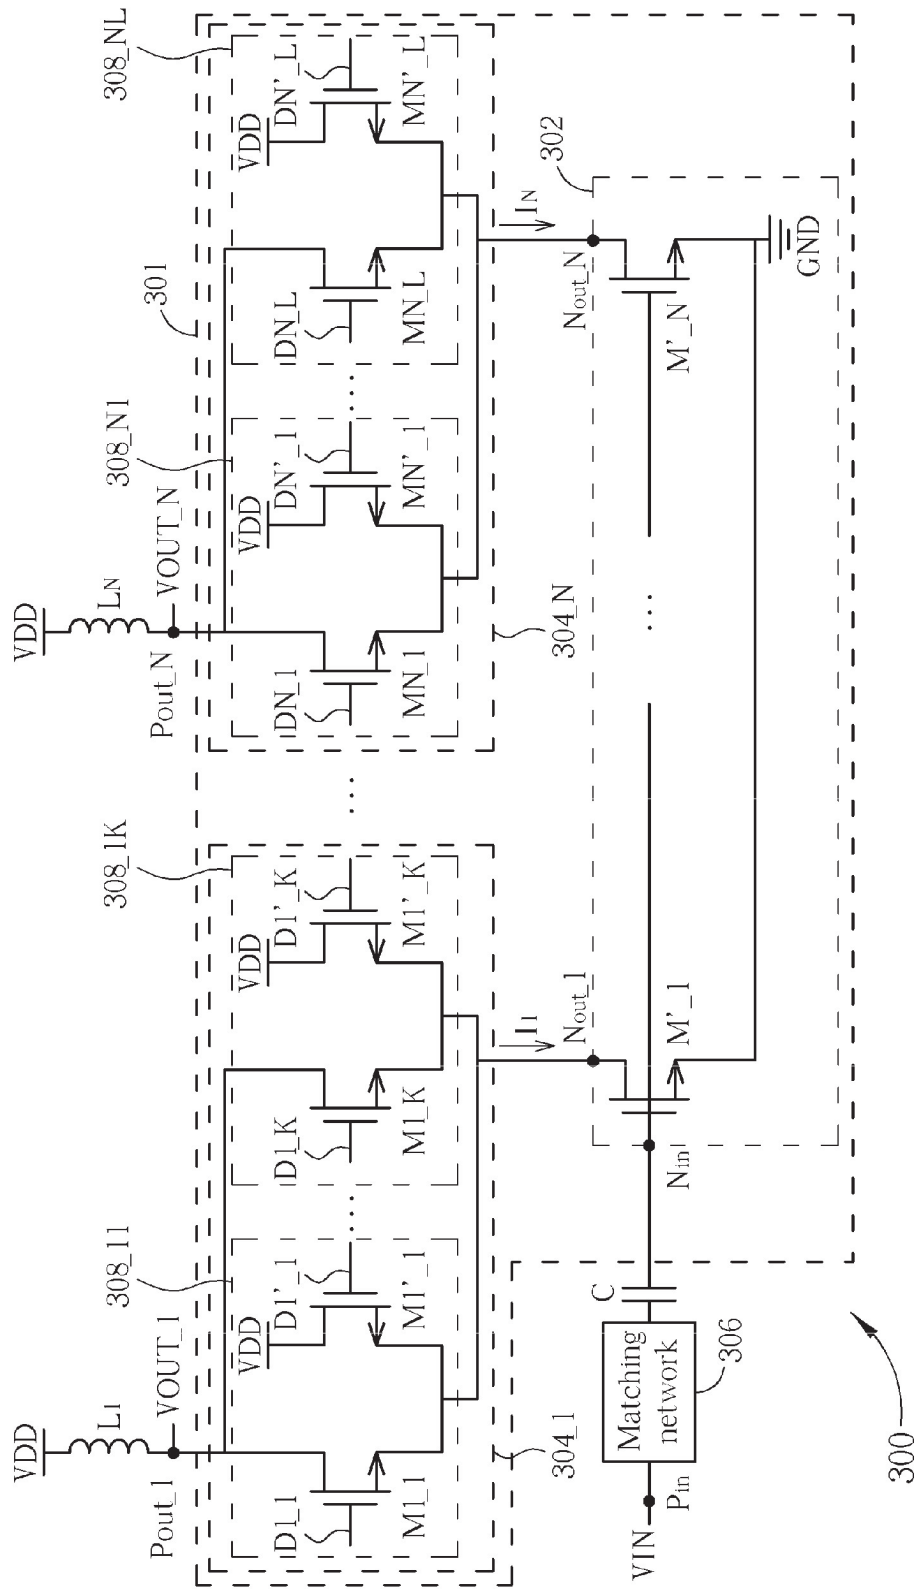 VDD
L1
Pout_1
VOUT_1
VDD
LN
Pout_N
VOUT_N
301
308_11
308_1K
308_N1
308_NL
D1_1
M1_1
VDD
D1'_1
M1'_1
...
D1_K
M1_K
VDD
D1'_K
M1'_K
...
DN_1
MN_1
VDD
DN'_1
MN'_1
...
DN_L
MN_L
VDD
DN'_L
MN'_L
304_1
304_N
I1
IN
302
Nout_1
Nout_N
VIN
Pin
Matching
network
306
C
Nin
M'_1
...
M'_N
GND
300